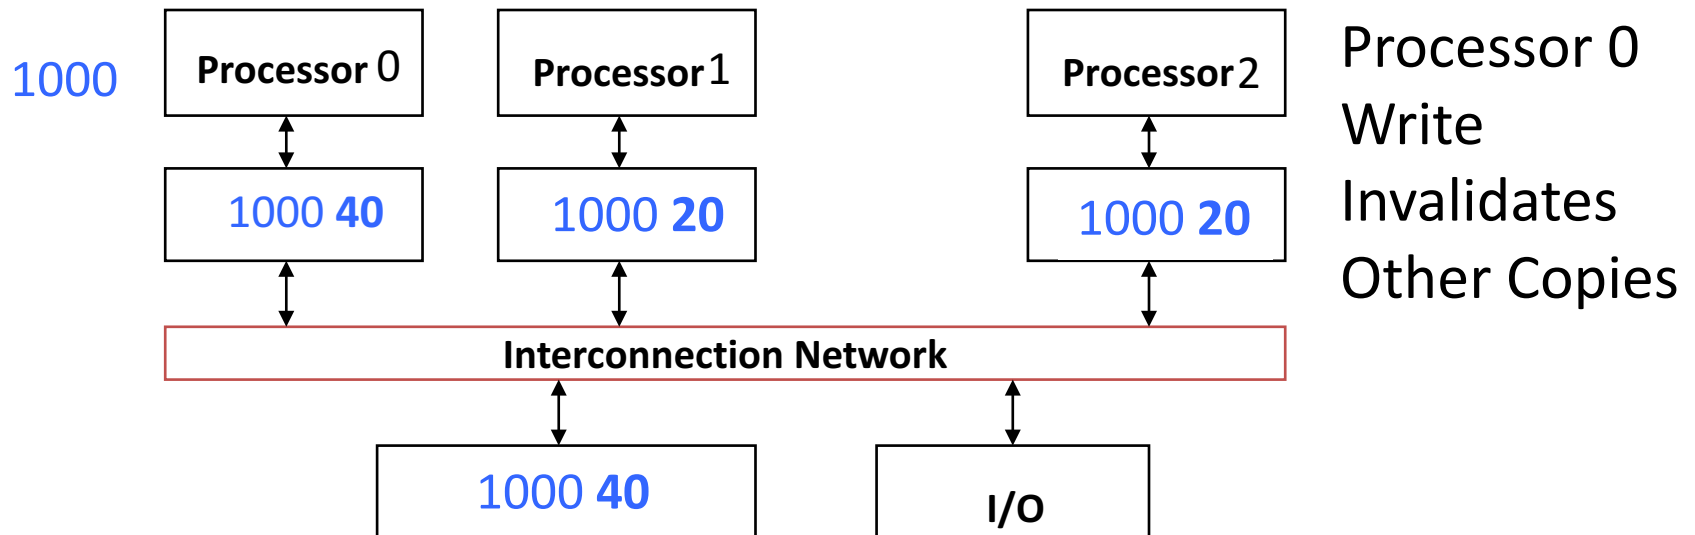 1000
Processor 0
Processor 1
Processor 2
1000 40
1000 20
1000 20
Interconnection Network
1000 40
I/O
Processor 0
Write
Invalidates
Other Copies